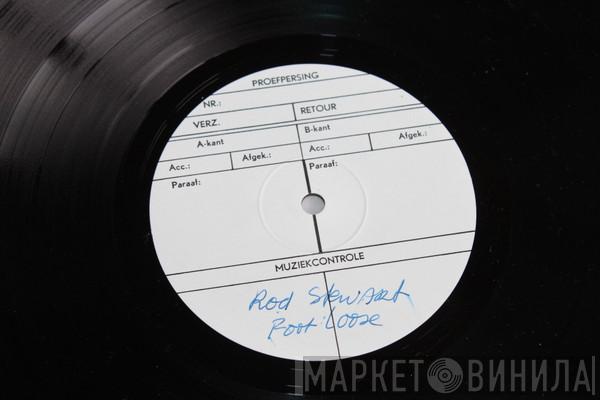 PROEFPERSING
NR.:
VERZ. RETOUR
A-kant B-kant
Acc.: Afgek.: Acc.: Afgek.:
Paraaf: Paraaf:
MUZIEKCONTROLE
Rod Stewart
Foot Loose
МАРКЕТ ВИНИЛА